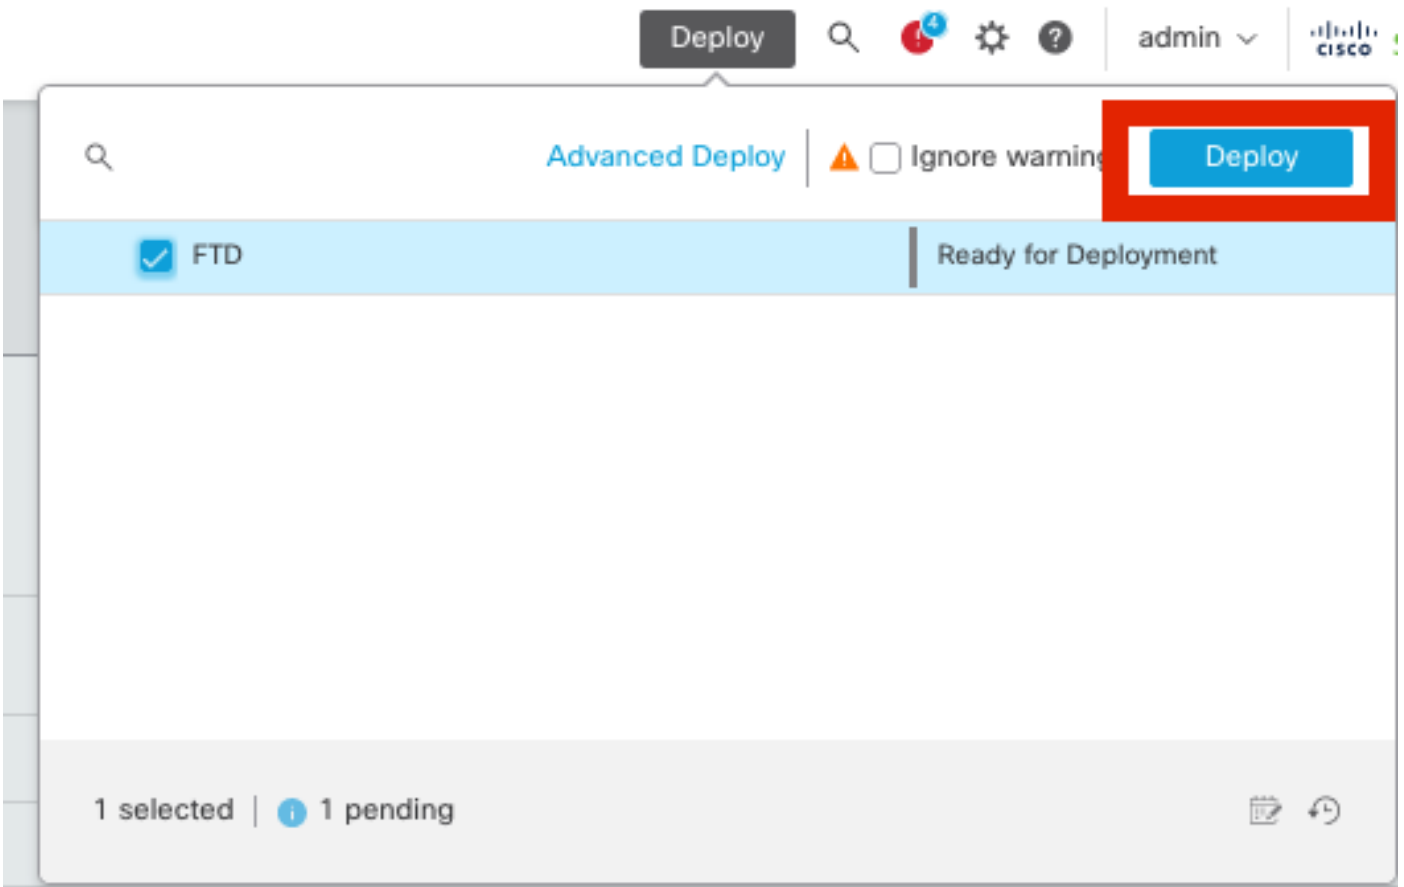 Deploy 4 admin cisco
Advanced Deploy Ignore warning Deploy
FTD Ready for Deployment
1 selected 1 pending